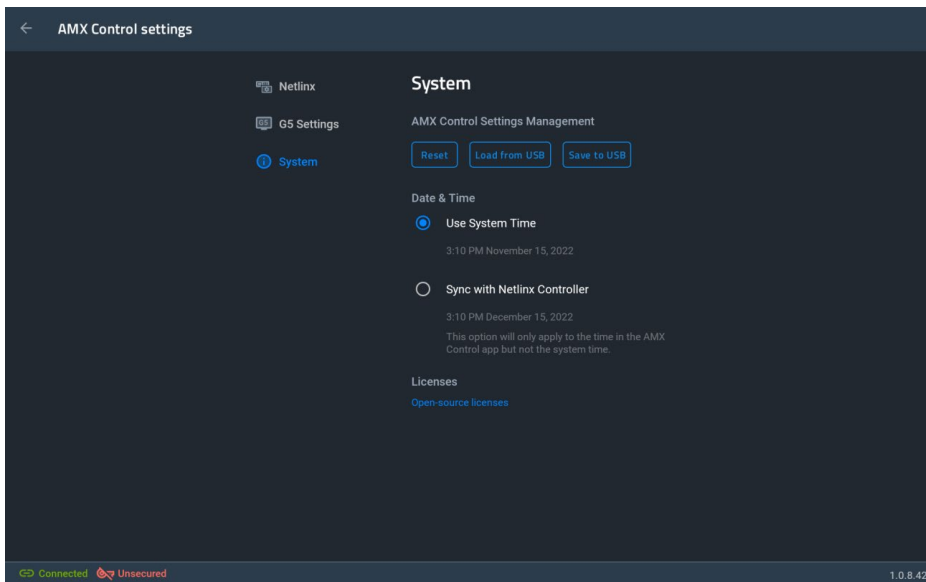 AMX Control settings
Netlinx
G5 G5 Settings
System
System
AMX Control Settings Management
Reset Load from USB Save to USB
Date & Time
Use System Time
3:10 PM November 15, 2022
Sync with Netlinx Controller
3:10 PM December 15, 2022
This option will only apply to the time in the AMX
Control app but not the system time.
Licenses
Open-source licenses
Connected Unsecured
1.0.8.42